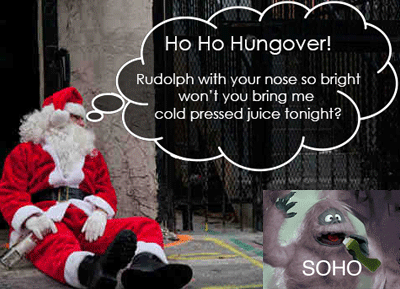 Ho Ho Hungover!
Rudolph with your nose so bright
won't you bring me
cold pressed juice tonight?
SOHO